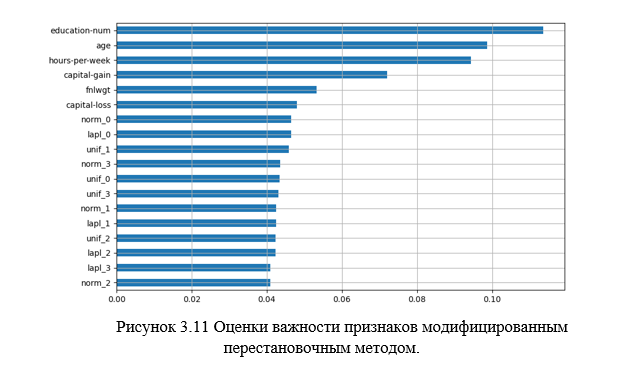 education-num
age
hours-per-week
capital-gain
fnlwgt
capital-loss
norm_0
lapl_0
unif_1
norm_3
unif_0
unif_3
norm_1
lapl_1
unif_2
lapl_2
lapl_3
norm_2
0.00 0.02 0.04 0.06 0.08 0.10
Рисунок 3.11 Оценки важности признаков модифицированным
перестановочным методом.